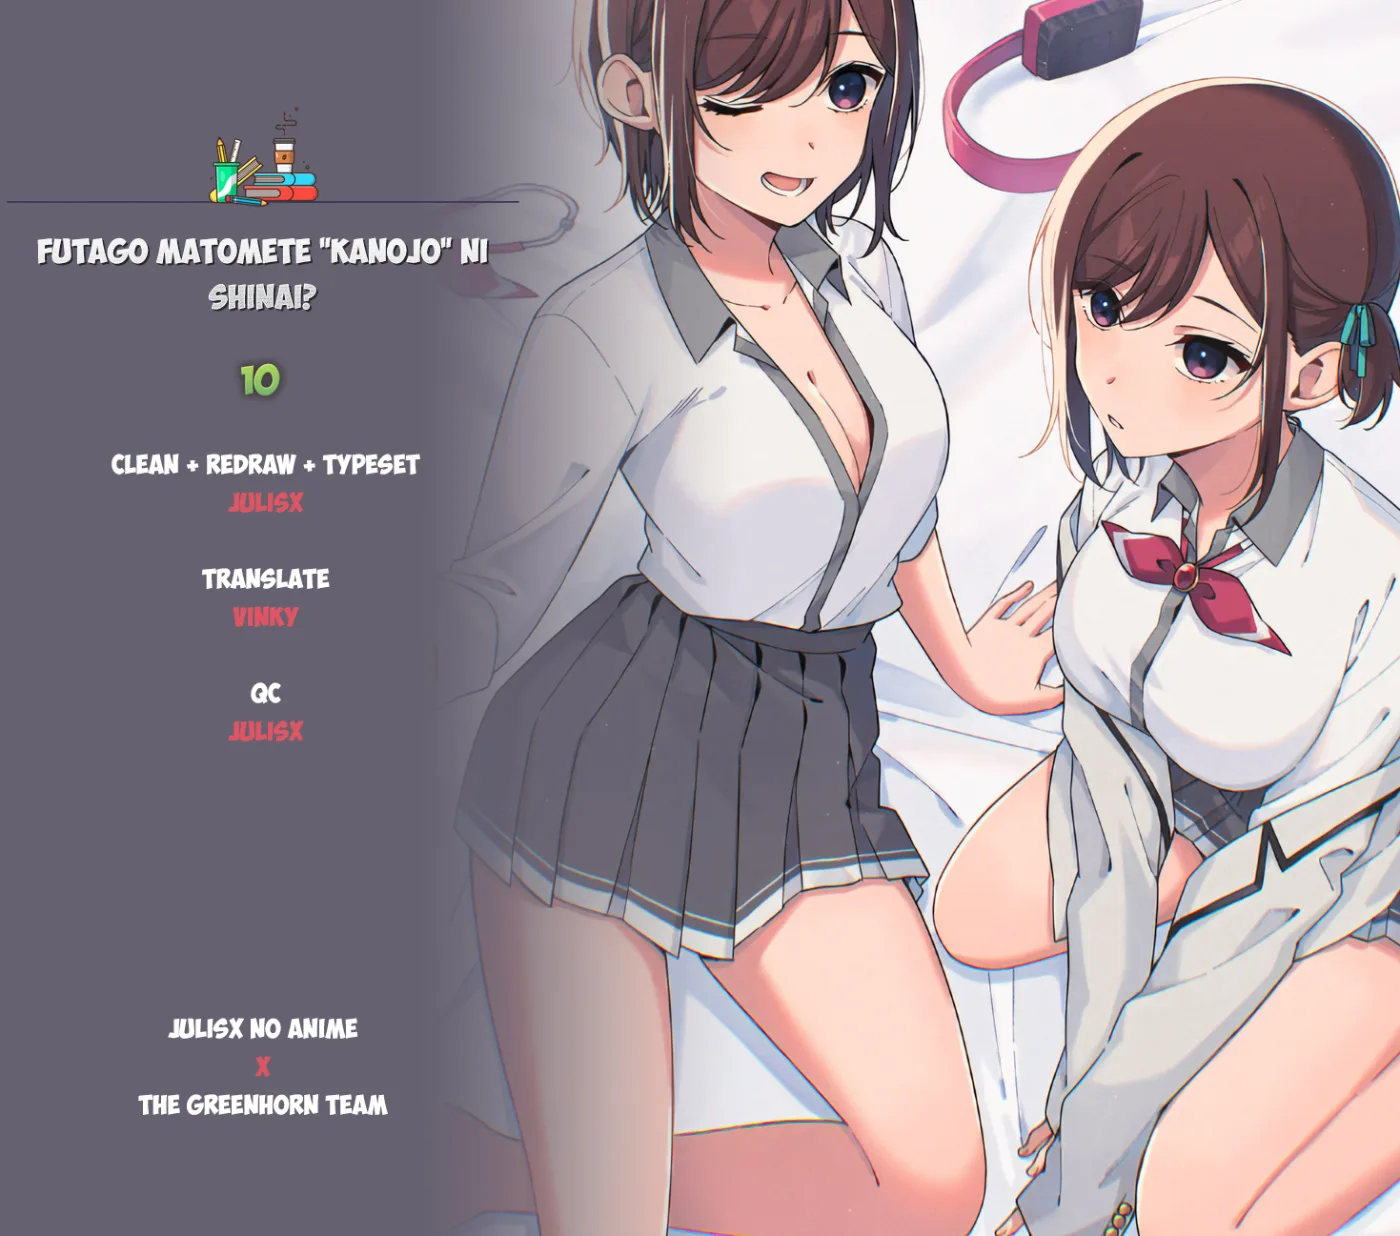 FUTAGO MATOMETE "KANOJO" NI
SHINAI?
10
CLEAN + REDRAW + TYPESET
JULISX
TRANSLATE
VINKY
QC
JULISX
JULISX NO ANIME
X
THE GREENHORN TEAM